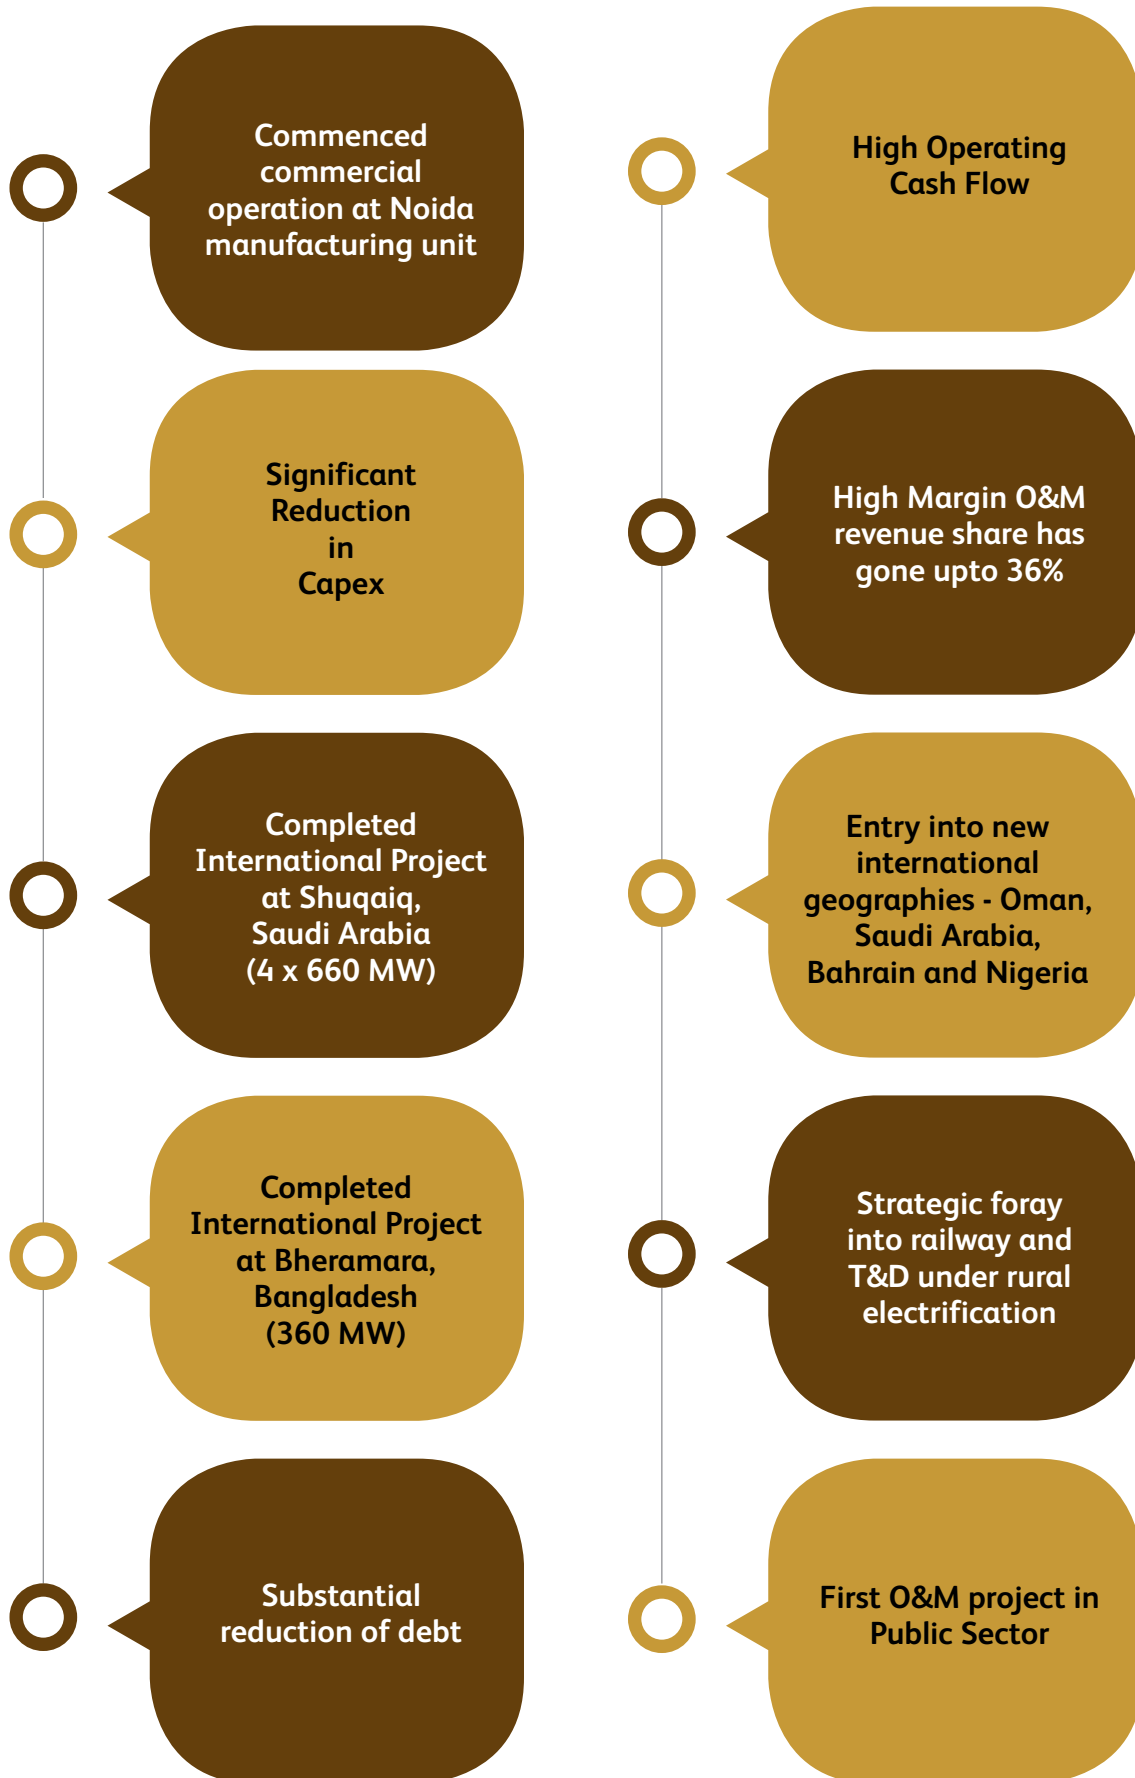 Commenced
commercial
operation at Noida
manufacturing unit
Significant
Reduction
in
Capex
Completed
International Project
at Shuqaiq,
Saudi Arabia
(4 x 660 MW)
Completed
International Project
at Bheramara,
Bangladesh
(360 MW)
Substantial
reduction of debt
High Operating
Cash Flow
High Margin O&M
revenue share has
gone upto 36%
Entry into new
international
geographies - Oman,
Saudi Arabia,
Bahrain and Nigeria
Strategic foray
into railway and
T&D under rural
electrification
First O&M project in
Public Sector